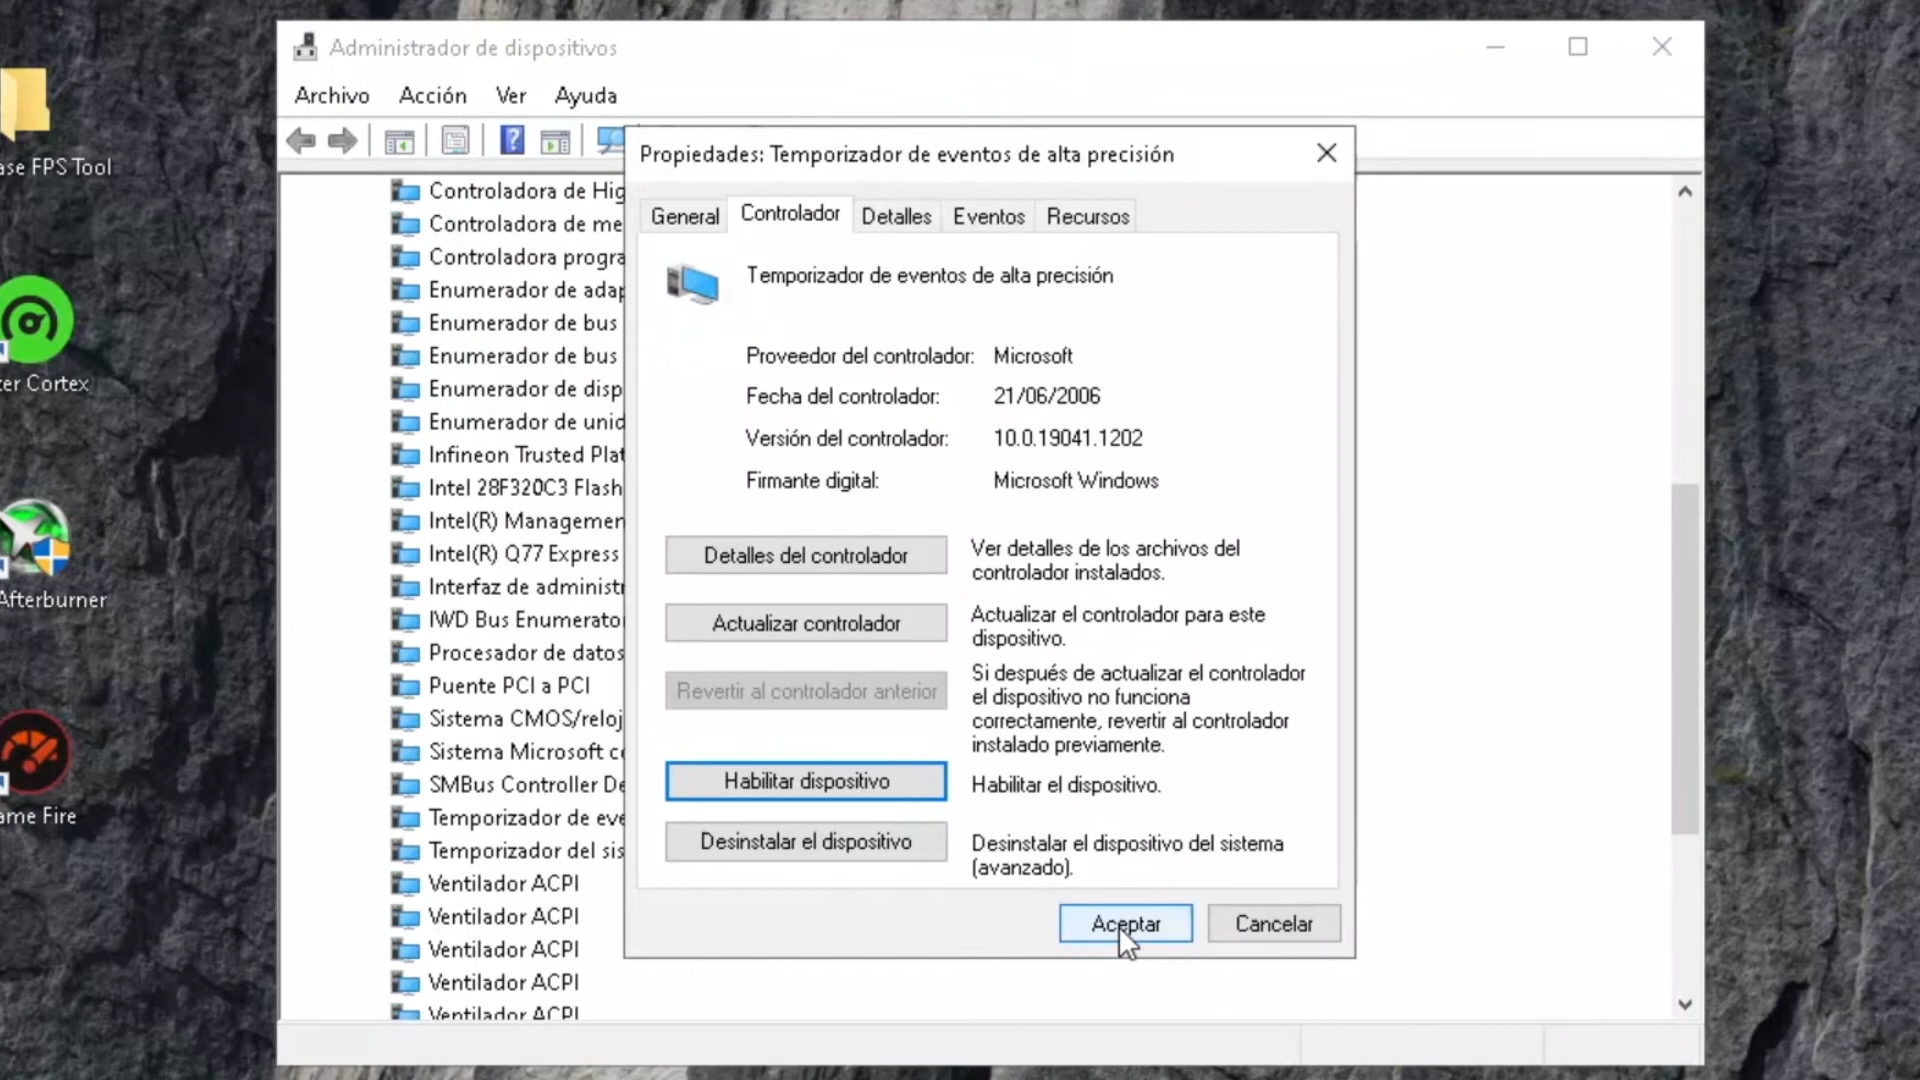 Administrador de dispositivos
Archivo Acción Ver Ayuda
ase FPS Tool
zer Cortex
Afterburner
ame Fire
Controladora de Hig
Controladora de me
Controladora progra
Enumerador de adap
Enumerador de bus
Enumerador de bus
Enumerador de disp
Enumerador de unid
Infineon Trusted Plat
Intel 28F320C3 Flash
Intel(R) Managemen
Intel(R) Q77 Express
Interfaz de administr
IWD Bus Enumerato
Procesador de datos
Puente PCI a PCI
Sistema CMOS/reloj
Sistema Microsoft co
SMBus Controller De
Temporizador de eve
Temporizador del sis
Ventilador ACPI
Ventilador ACPI
Ventilador ACPI
Ventilador ACPI
Ventilador ACPI
Propiedades: Temporizador de eventos de alta precisión
General Controlador Detalles Eventos Recursos
Temporizador de eventos de alta precisión
Proveedor del controlador: Microsoft
Fecha del controlador: 21/06/2006
Versión del controlador: 10.0.19041.1202
Firmante digital: Microsoft Windows
Detalles del controlador
Ver detalles de los archivos del
controlador instalados.
Actualizar controlador
Actualizar el controlador para este
dispositivo.
Revertir al controlador anterior
Si después de actualizar el controlador
el dispositivo no funciona
correctamente, revertir al controlador
instalado previamente.
Habilitar dispositivo
Habilitar el dispositivo.
Desinstalar el dispositivo
Desinstalar el dispositivo del sistema
(avanzado).
Aceptar Cancelar